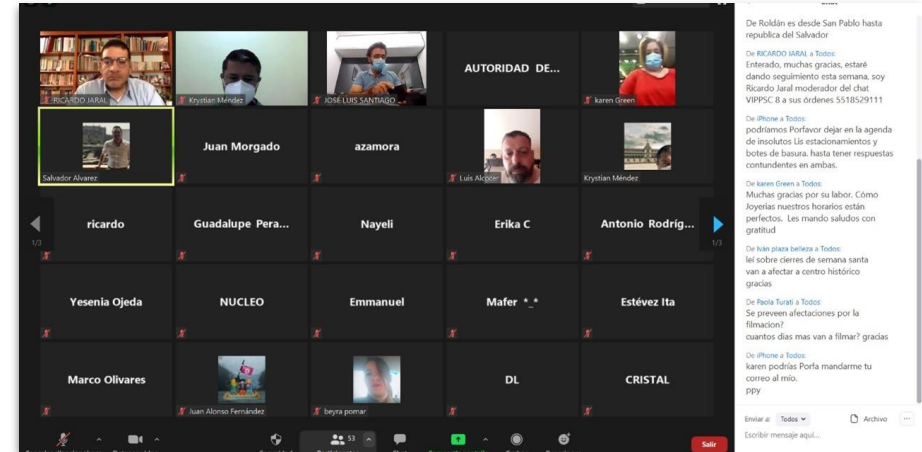 RICARDO JARAL
Krystian Méndez
JOSE LUIS SANTIAGO
AUTORIDAD DE...
karen Green
Salvador Alvarez
Juan Morgado
azamora
Luis Alcocer
Krystian Méndez
ricardo
Guadalupe Pera...
Nayeli
Erika C
Antonio Rodríg...
1/3
1/3
Yesenia Ojeda
NUCLEO
Emmanuel
Mafer *_*
Estévez Ita
Marco Olivares
Juan Alonso Fernández
beyra pomar
DL
CRISTAL
53
Salir
De Roldán es desde San Pablo hasta
republica del Salvador
De RICARDO JARAL a Todos:
Enterado, muchas gracias, estaré
dando seguimiento esta semana, soy
Ricardo Jaral moderador del chat
VIPPSC 8 a sus órdenes 5518529111
De iPhone a Todos:
podríamos Porfavor dejar en la agenda
de insolutos Lis estacionamientos y
botes de basura. hasta tener respuestas
contundentes en ambas.
De karen Green a Todos:
Muchas gracias por su labor. Cómo
Joyerias nuestros horarios están
perfectos. Les mando saludos con
gratitud
De Iván plaza belleza a Todos:
leí sobre cierres de semana santa
van a afectar a centro histórico
gracias
De Paola Turati a Todos:
Se preveen afectaciones por la
filmacion?
cuantos dias mas van a filmar? gracias
De iPhone a Todos:
karen podrías Porfa mandarme tu
correo al mío.
ppy
Enviar a: Todos
Archivo
Escribir mensaje aquí...